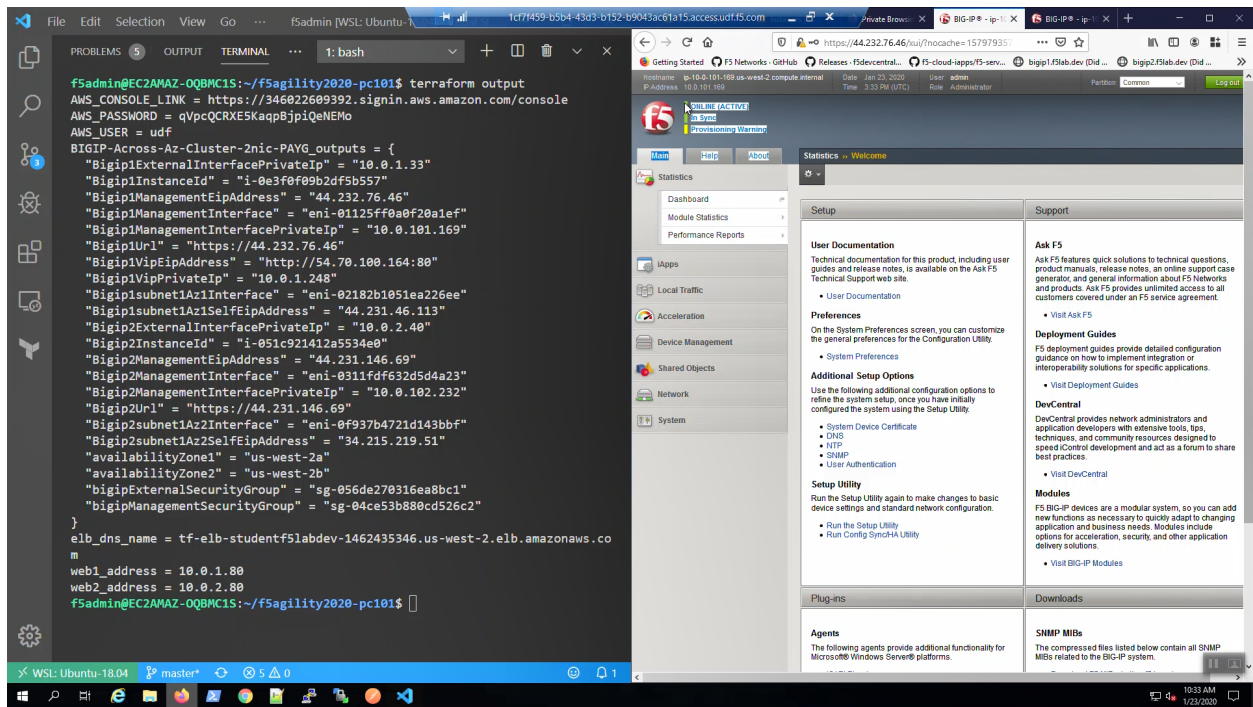 File Edit Selection View Go ··· f5admin [WSL: Ubuntu-1
1cf7f459-b5b4-43d3-b152-b9043ac61a15.access.udf.f5.com
PROBLEMS 5 OUTPUT TERMINAL ··· 1: bash
f5admin@EC2AMAZ-OQBMC1S:~/f5agility2020-pc101$ terraform output
AWS_CONSOLE_LINK = https://346022609392.signin.aws.amazon.com/console
AWS_PASSWORD = qVpcQCRXE5KaqpBjpiQeNEMo
AWS_USER = udf
BIGIP-Across-Az-Cluster-2nic-PAYG_outputs = {
"Bigip1ExternalInterfacePrivateIp" = "10.0.1.33"
"Bigip1InstanceId" = "i-0e3f0f09b2df5b557"
"Bigip1ManagementEipAddress" = "44.232.76.46"
"Bigip1ManagementInterface" = "eni-01125ff0a0f20a1ef"
"Bigip1ManagementInterfacePrivateIp" = "10.0.101.169"
"Bigip1Url" = "https://44.232.76.46"
"Bigip1VipEipAddress" = "http://54.70.100.164:80"
"Bigip1VipPrivateIp" = "10.0.1.248"
"Bigip1subnet1Az1Interface" = "eni-02182b1051ea226ee"
"Bigip1subnet1Az1SelfEipAddress" = "44.231.46.113"
"Bigip2ExternalInterfacePrivateIp" = "10.0.2.40"
"Bigip2InstanceId" = "i-051c921412a5534e0"
"Bigip2ManagementEipAddress" = "44.231.146.69"
"Bigip2ManagementInterface" = "eni-0311fdf632d5d4a23"
"Bigip2ManagementInterfacePrivateIp" = "10.0.102.232"
"Bigip2Url" = "https://44.231.146.69"
"Bigip2subnet1Az2Interface" = "eni-0f937b4721d143bbf"
"Bigip2subnet1Az2SelfEipAddress" = "34.215.219.51"
"availabilityZone1" = "us-west-2a"
"availabilityZone2" = "us-west-2b"
"bigipExternalSecurityGroup" = "sg-056de270316ea8bc1"
"bigipManagementSecurityGroup" = "sg-04ce53b880cd526c2"
}
elb_dns_name = tf-elb-studentf5labdev-1462435346.us-west-2.elb.amazonaws.co
m
web1_address = 10.0.1.80
web2_address = 10.0.2.80
f5admin@EC2AMAZ-OQBMC1S:~/f5agility2020-pc101$
3
WSL: Ubuntu-18.04 master* 5 0 1
Private Browsin BIG-IP® - ip-10 BIG-IP® - ip-10
https://44.232.76.46/xui/?nocache=157979357
Getting Started F5 Networks · GitHub Releases · f5devcentral... f5-cloud-iapps/f5-serv... bigip1.f5lab.dev (Did ... bigip2.f5lab.dev (Did ...
Hostname ip-10-0-101-169.us-west-2.compute.internal Date Jan 23, 2020 User admin
IP Address 10.0.101.169 Time 3:33 PM (UTC) Role Administrator
Partition: Common Log out
f5
ONLINE (ACTIVE)
In Sync
Provisioning Warning
Main Help About
Statistics » Welcome
Statistics
Dashboard
Module Statistics
Performance Reports
iApps
Local Traffic
Acceleration
Device Management
Shared Objects
Network
System
Setup
User Documentation
Technical documentation for this product, including user
guides and release notes, is available on the Ask F5
Technical Support web site.
User Documentation
Preferences
On the System Preferences screen, you can customize
the general preferences for the Configuration Utility.
System Preferences
Additional Setup Options
Use the following additional configuration options to
refine the system setup, once you have initially
configured the system using the Setup Utility.
System Device Certificate
DNS
NTP
SNMP
User Authentication
Setup Utility
Run the Setup Utility again to make changes to basic
device settings and standard network configuration.
Run the Setup Utility
Run Config Sync/HA Utility
Support
Ask F5
Ask F5 features quick solutions to technical questions,
product manuals, release notes, an online support case
generator, and general information about F5 Networks
and products. Ask F5 provides unlimited access to all
customers covered under an F5 service agreement.
Visit Ask F5
Deployment Guides
F5 deployment guides provide detailed configuration
guidance on how to implement integration or
interoperability solutions for specific applications.
Visit Deployment Guides
DevCentral
DevCentral provides network administrators and
application developers with extensive tools, tips,
techniques, and community resources designed to
speed iControl development and act as a forum to share
best practices.
Visit DevCentral
Modules
F5 BIG-IP devices are a modular system, so you can add
new functions as necessary to quickly adapt to changing
application and business needs. Modules include
options for acceleration, security, and other application
delivery solutions.
Visit BIG-IP Modules
Plug-ins
Agents
The following agents provide additional functionality for
Microsoft® Windows Server® platforms.
Downloads
SNMP MIBs
The compressed files listed below contain all SNMP
MIBs related to the BIG-IP system.
10:33 AM
1/23/2020